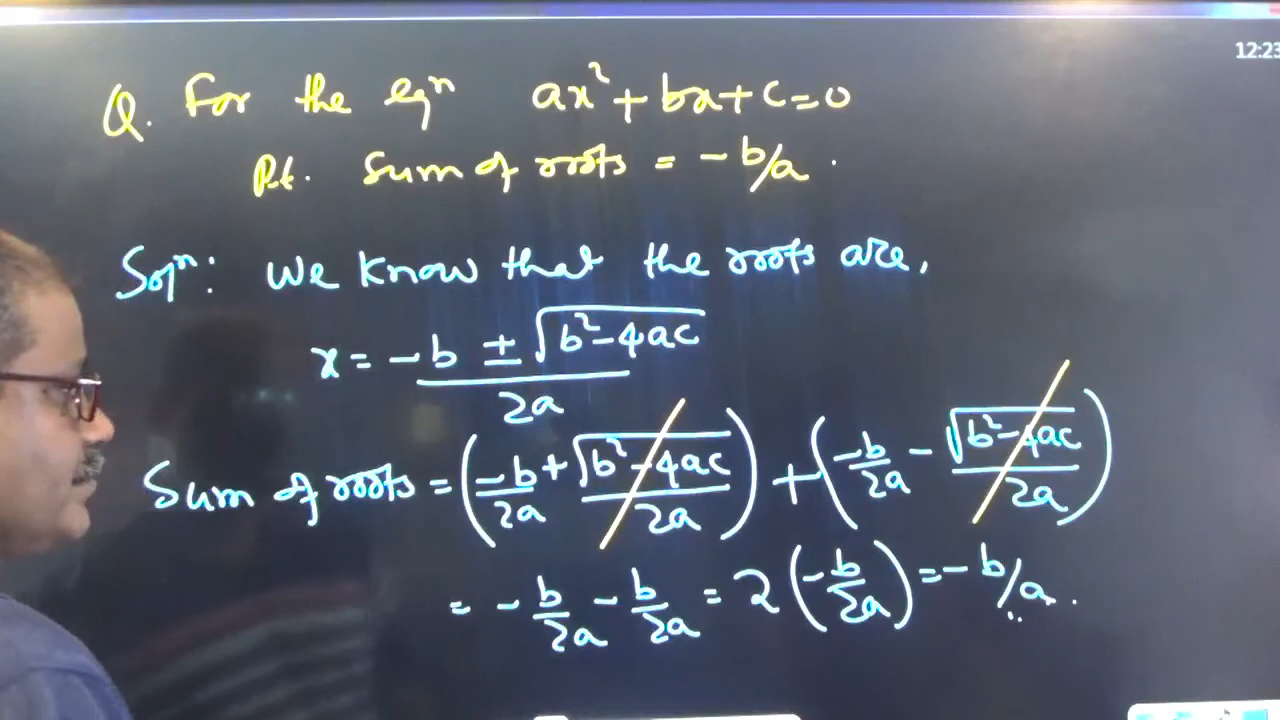 12:23
Q. For the eqⁿ ax² + bx + c = 0
P.t. Sum of roots = -b/a.
Solⁿ: We know that the roots are,
x = (-b ± √(b²-4ac))/2a
Sum of roots = (-b/2a + √(b²-4ac)/2a) + (-b/2a - √(b²-4ac)/2a)
= -b/2a - b/2a = 2(-b/2a) = -b/a.